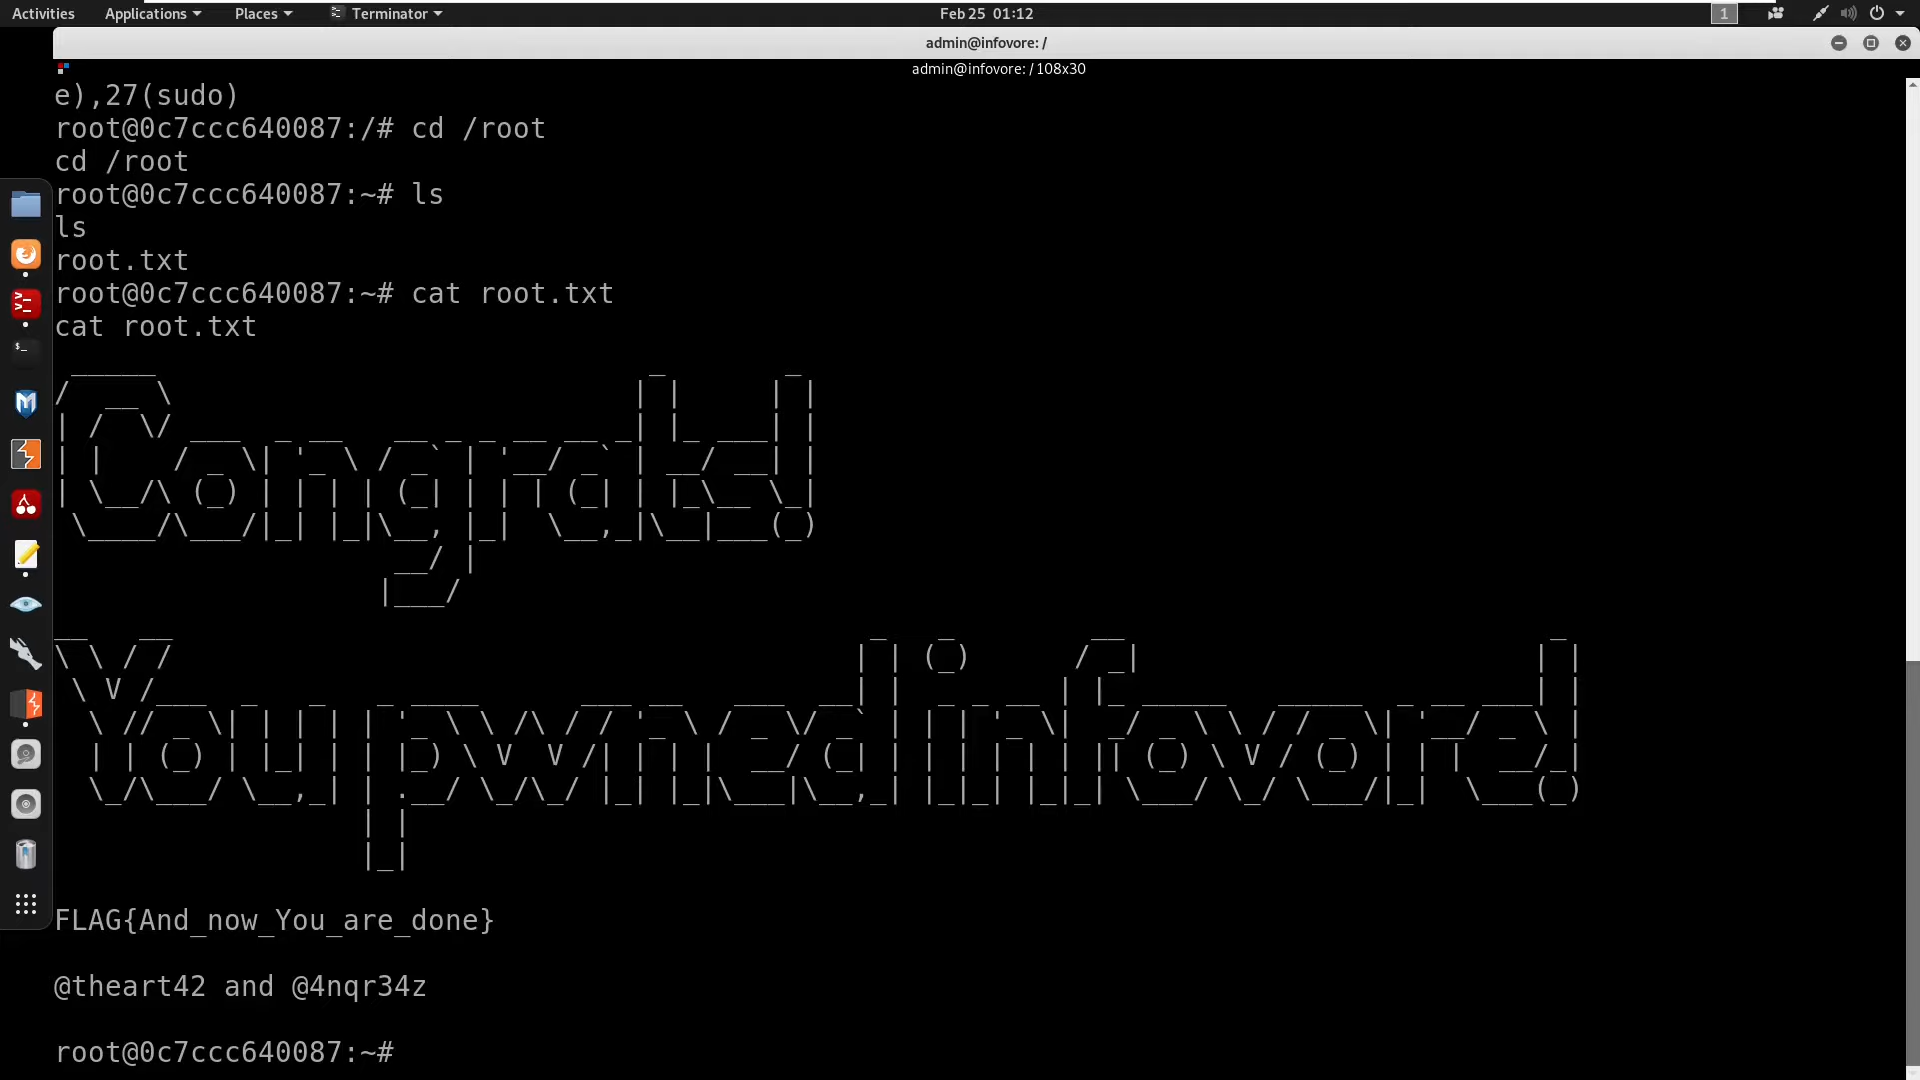 Activities Applications Places Terminator Feb 25 01:12 1
admin@infovore: /
admin@infovore: / 108x30
e),27(sudo)
root@0c7ccc640087:/# cd /root
cd /root
root@0c7ccc640087:~# ls
ls
root.txt
root@0c7ccc640087:~# cat root.txt
cat root.txt
Congrats!
You pwned infovore!
FLAG{And_now_You_are_done}
@theart42 and @4nqr34z
root@0c7ccc640087:~#